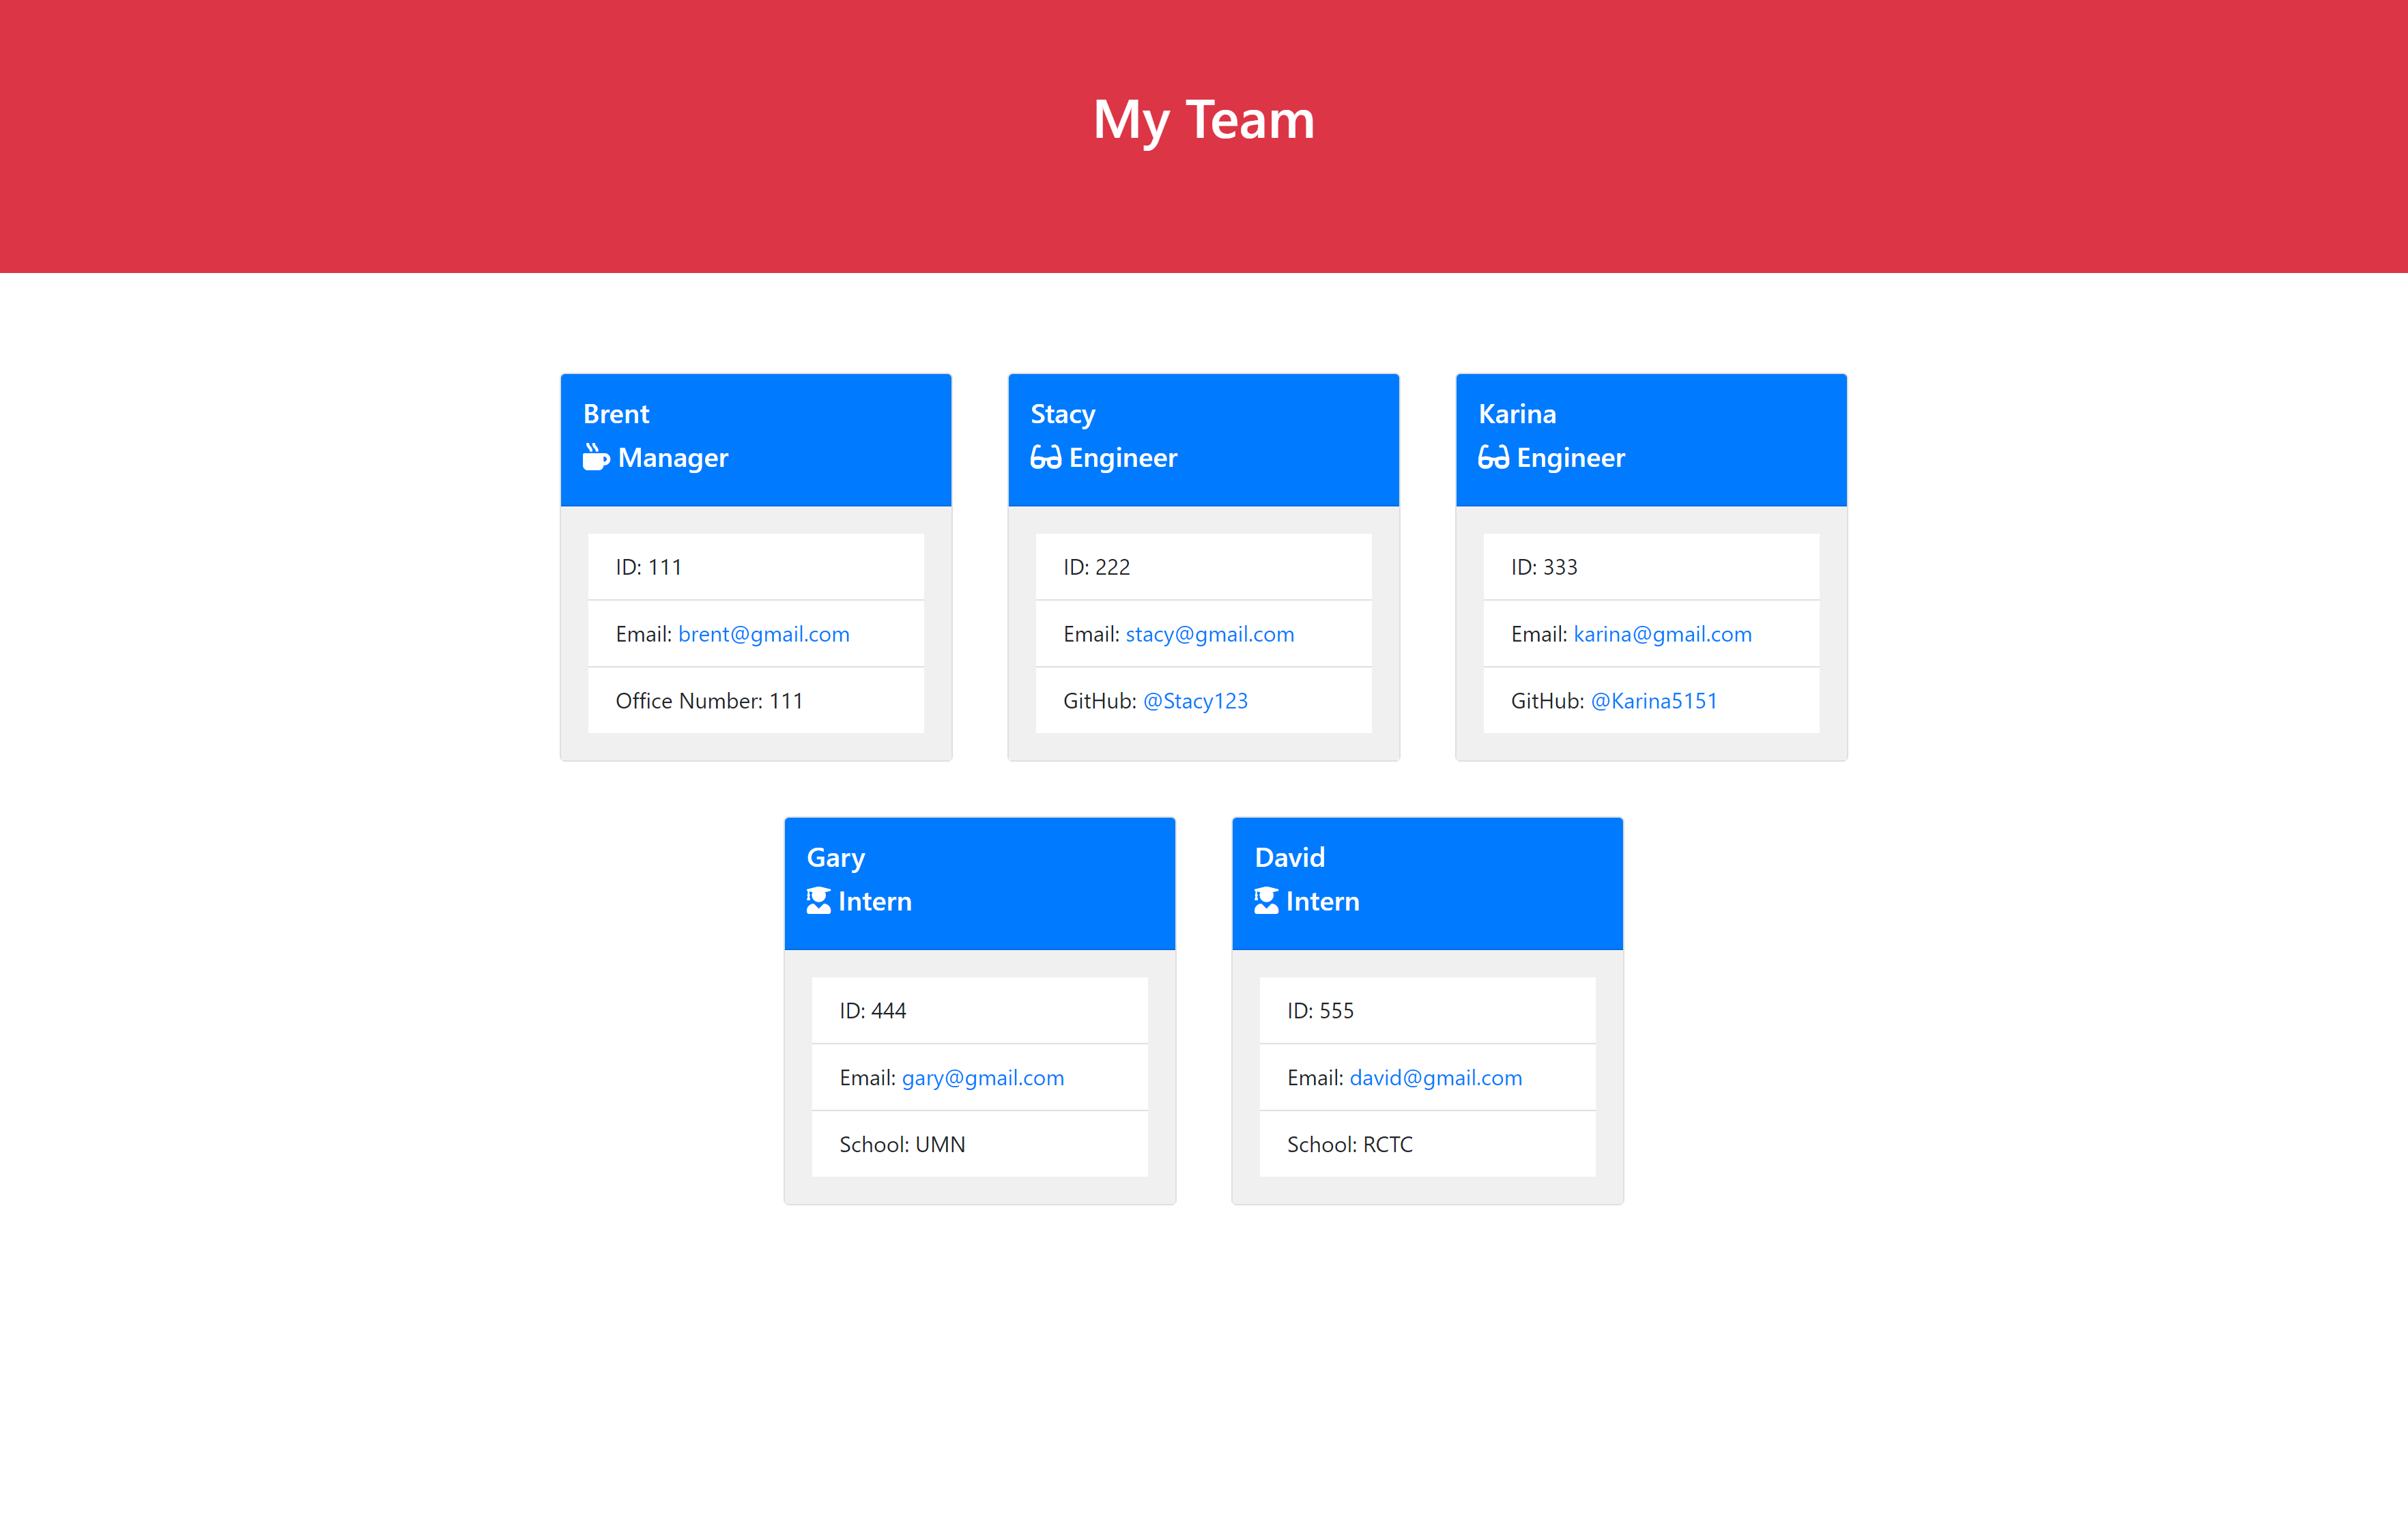 My Team
Brent
Manager
ID: 111
Email: brent@gmail.com
Office Number: 111
Stacy
Engineer
ID: 222
Email: stacy@gmail.com
GitHub: @Stacy123
Karina
Engineer
ID: 333
Email: karina@gmail.com
GitHub: @Karina5151
Gary
Intern
ID: 444
Email: gary@gmail.com
School: UMN
David
Intern
ID: 555
Email: david@gmail.com
School: RCTC